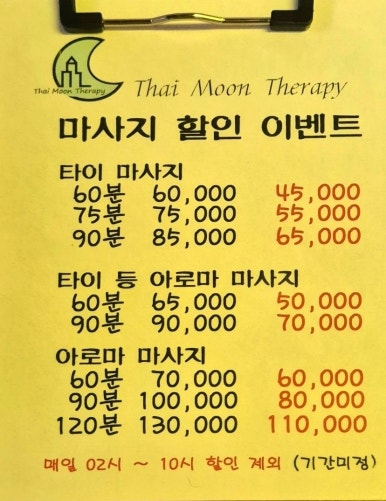 Thai Moon Therapy
Thai Moon Therapy
마사지 할인 이벤트
타이 마사지
60분 60,000 45,000
75분 75,000 55,000
90분 85,000 65,000
타이 등 아로마 마사지
60분 65,000 50,000
90분 90,000 70,000
아로마 마사지
60분 70,000 60,000
90분 100,000 80,000
120분 130,000 110,000
매일 02시 ~ 10시 할인 제외 (기간미정)